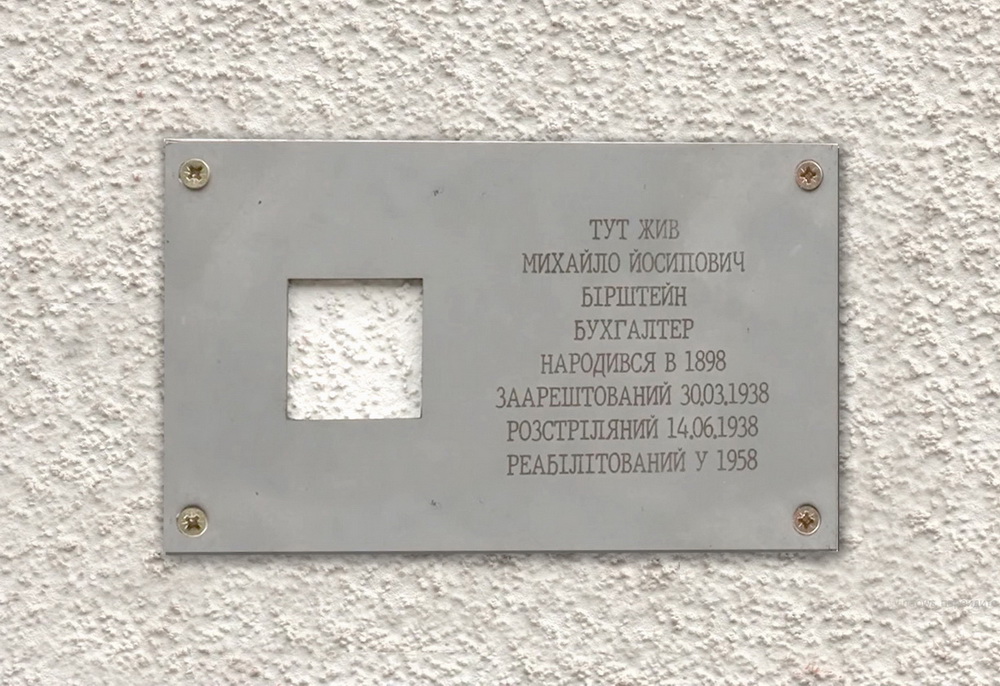 ТУТ ЖИВ
МИХАЙЛО ЙОСИПОВИЧ
БІРШТЕЙН
БУХГАЛТЕР
НАРОДИВСЯ В 1898
ЗААРЕШТОВАНИЙ 30.03.1938
РОЗСТРІЛЯНИЙ 14.06.1938
РЕАБІЛІТОВАНИЙ У 1958